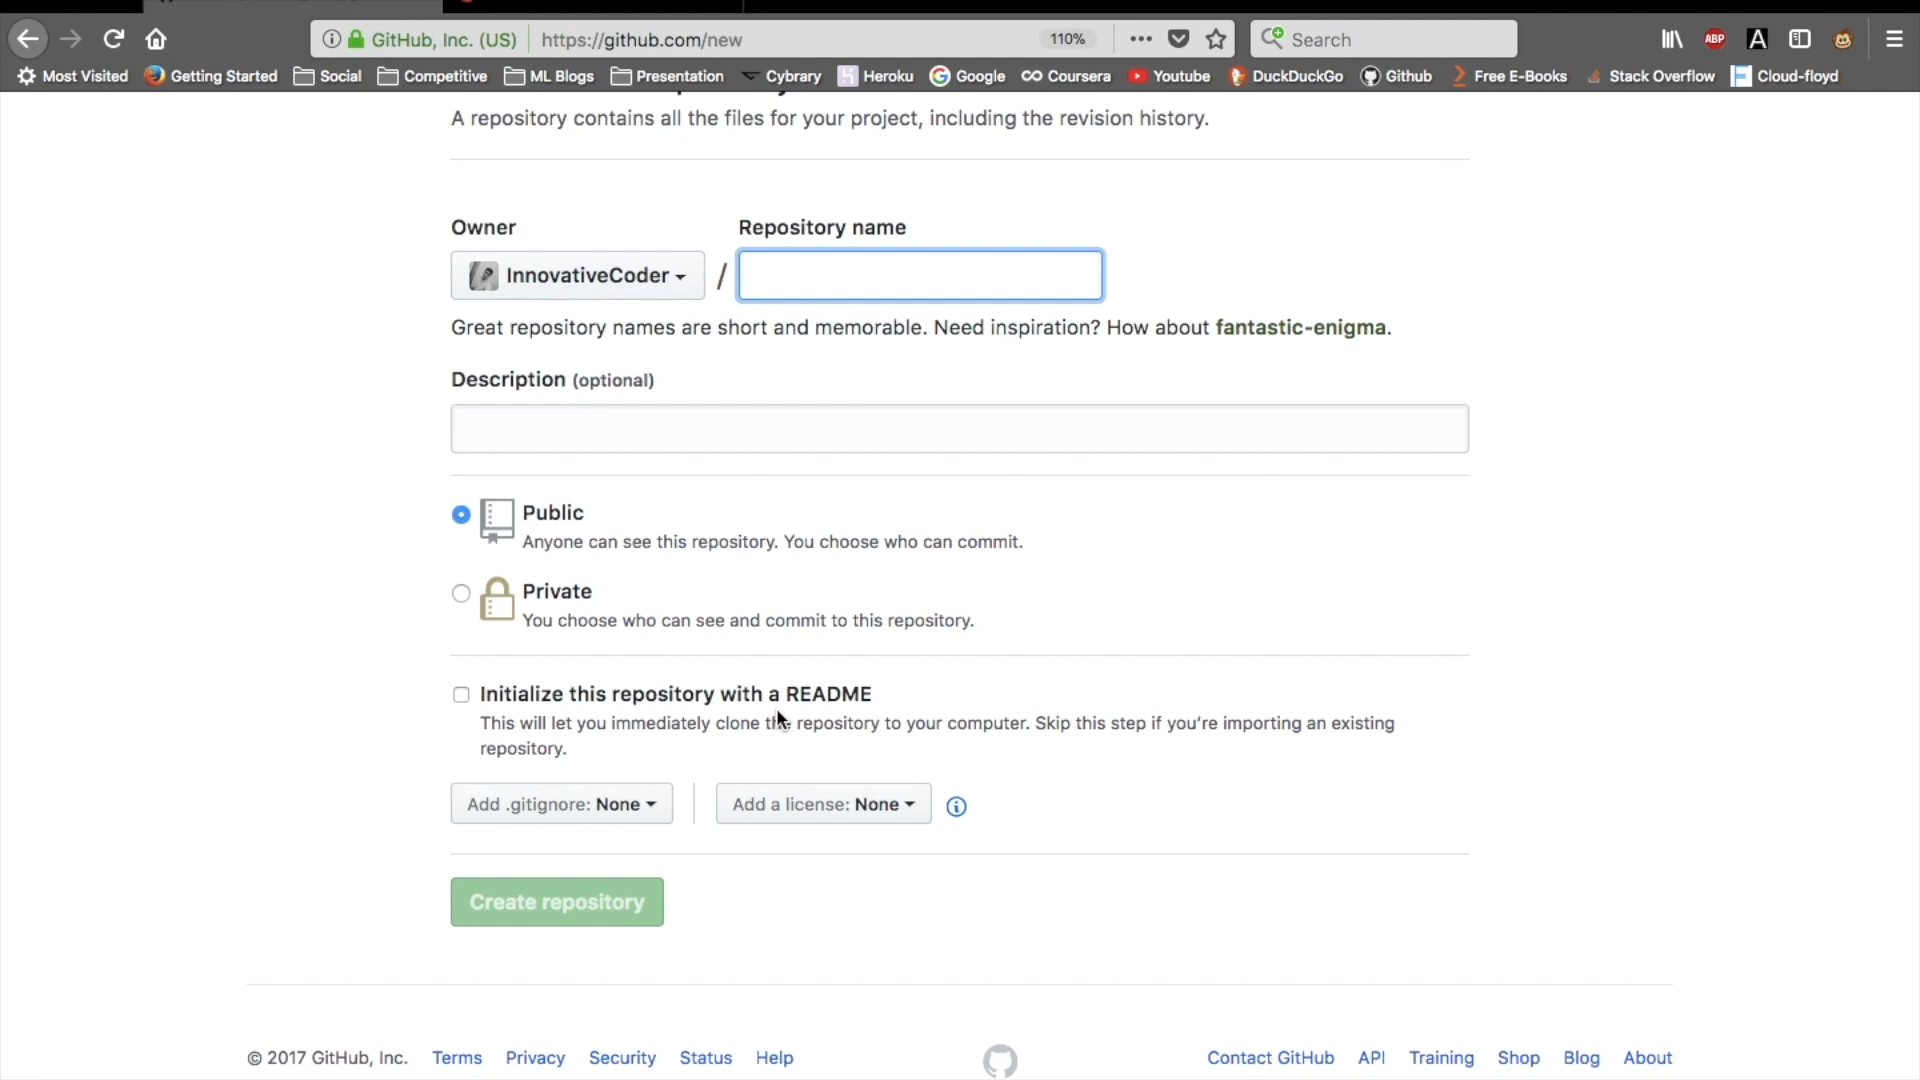 GitHub, Inc. (US) https://github.com/new 110% Search ABP A
Most Visited Getting Started Social Competitive ML Blogs Presentation Cybrary Heroku Google Coursera Youtube DuckDuckGo Github Free E-Books Stack Overflow Cloud-floyd
A repository contains all the files for your project, including the revision history.
Owner Repository name
InnovativeCoder /
Great repository names are short and memorable. Need inspiration? How about fantastic-enigma.
Description (optional)
Public
Anyone can see this repository. You choose who can commit.
Private
You choose who can see and commit to this repository.
Initialize this repository with a README
This will let you immediately clone the repository to your computer. Skip this step if you’re importing an existing
repository.
Add .gitignore: None Add a license: None
Create repository
© 2017 GitHub, Inc. Terms Privacy Security Status Help Contact GitHub API Training Shop Blog About